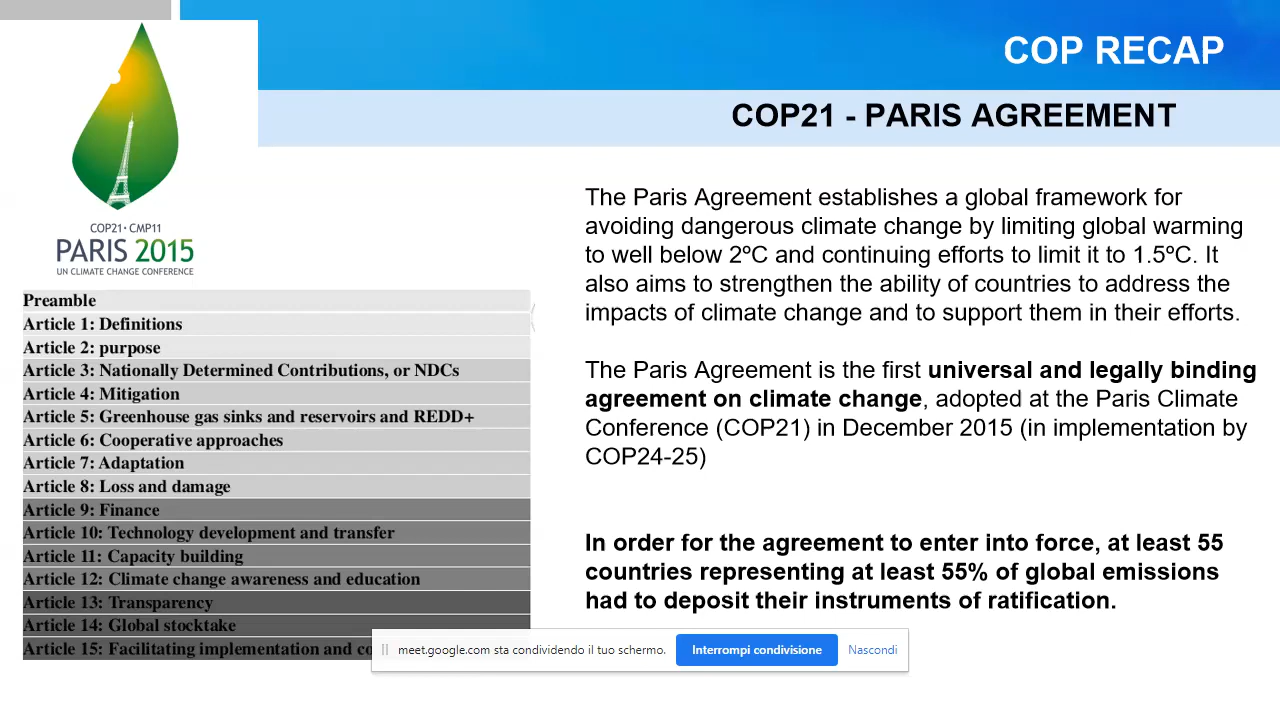 COP RECAP
COP21 - PARIS AGREEMENT
COP21 · CMP11
PARIS 2015
UN CLIMATE CHANGE CONFERENCE
Preamble
Article 1: Definitions
Article 2: purpose
Article 3: Nationally Determined Contributions, or NDCs
Article 4: Mitigation
Article 5: Greenhouse gas sinks and reservoirs and REDD+
Article 6: Cooperative approaches
Article 7: Adaptation
Article 8: Loss and damage
Article 9: Finance
Article 10: Technology development and transfer
Article 11: Capacity building
Article 12: Climate change awareness and education
Article 13: Transparency
Article 14: Global stocktake
Article 15: Facilitating implementation and co
The Paris Agreement establishes a global framework for
avoiding dangerous climate change by limiting global warming
to well below 2ºC and continuing efforts to limit it to 1.5ºC. It
also aims to strengthen the ability of countries to address the
impacts of climate change and to support them in their efforts.
The Paris Agreement is the first universal and legally binding
agreement on climate change, adopted at the Paris Climate
Conference (COP21) in December 2015 (in implementation by
COP24-25)
In order for the agreement to enter into force, at least 55
countries representing at least 55% of global emissions
had to deposit their instruments of ratification.
meet.google.com sta condividendo il tuo schermo.
Interrompi condivisione
Nascondi